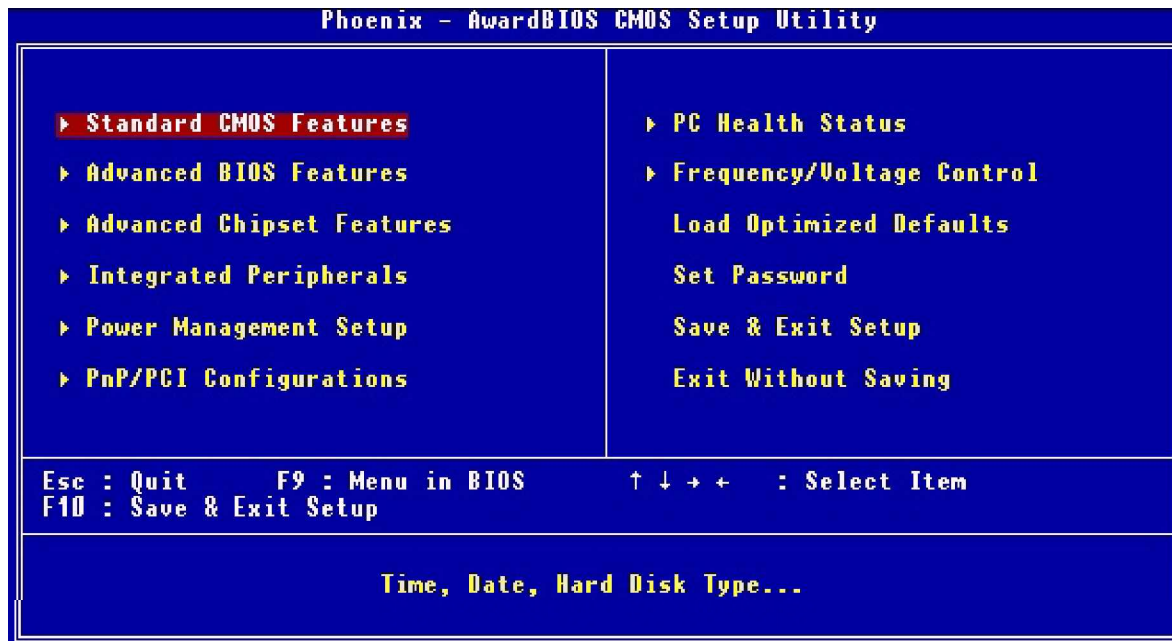 Phoenix - AwardBIOS CMOS Setup Utility
Standard CMOS Features
Advanced BIOS Features
Advanced Chipset Features
Integrated Peripherals
Power Management Setup
PnP/PCI Configurations
PC Health Status
Frequency/Voltage Control
Load Optimized Defaults
Set Password
Save & Exit Setup
Exit Without Saving
Esc : Quit F9 : Menu in BIOS ↑ ↓ → ← : Select Item
F10 : Save & Exit Setup
Time, Date, Hard Disk Type...